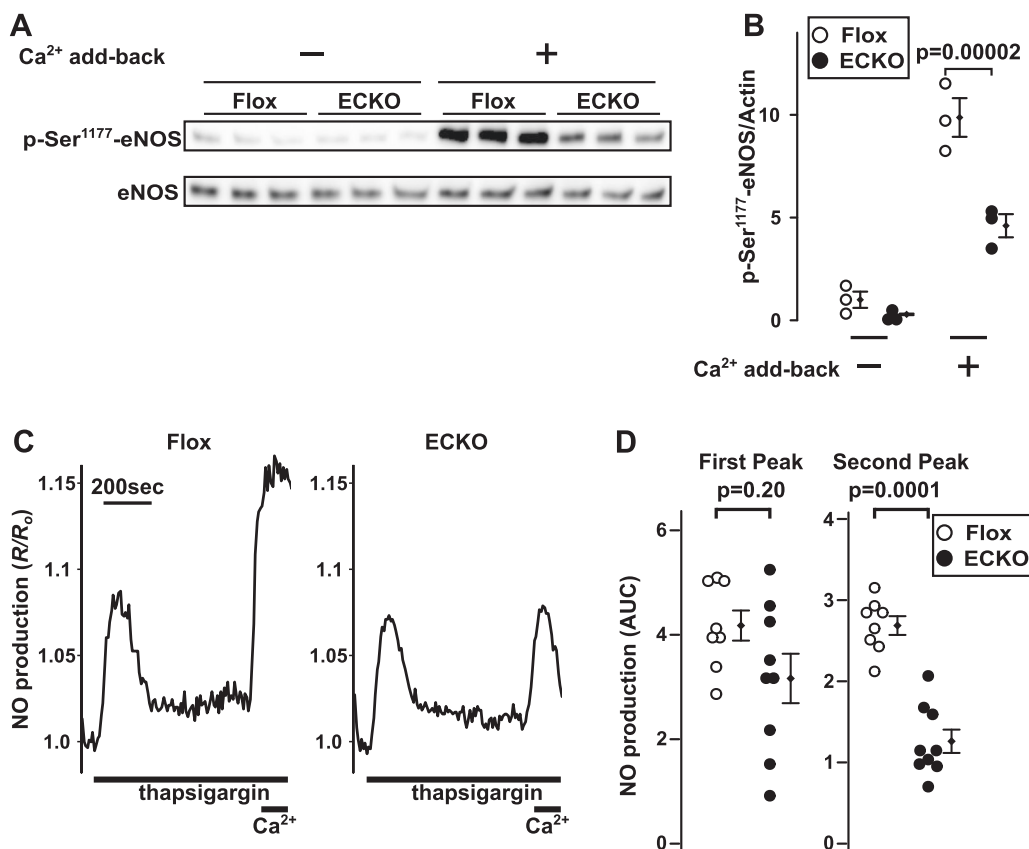 A
Ca²⁺ add-back
−
+
Flox
ECKO
Flox
ECKO
p-Ser¹¹⁷⁷-eNOS
eNOS
B
Flox
ECKO
p=0.00002
p-Ser¹¹⁷⁷-eNOS/Actin
10
5
0
Ca²⁺ add-back
−
+
C
Flox
ECKO
NO production (R/Rₒ)
200sec
1.15
1.1
1.05
1.0
1.15
1.1
1.05
1.0
thapsigargin
Ca²⁺
thapsigargin
Ca²⁺
D
First Peak
p=0.20
Second Peak
p=0.0001
Flox
ECKO
NO production (AUC)
6
4
2
0
4
3
2
1
0